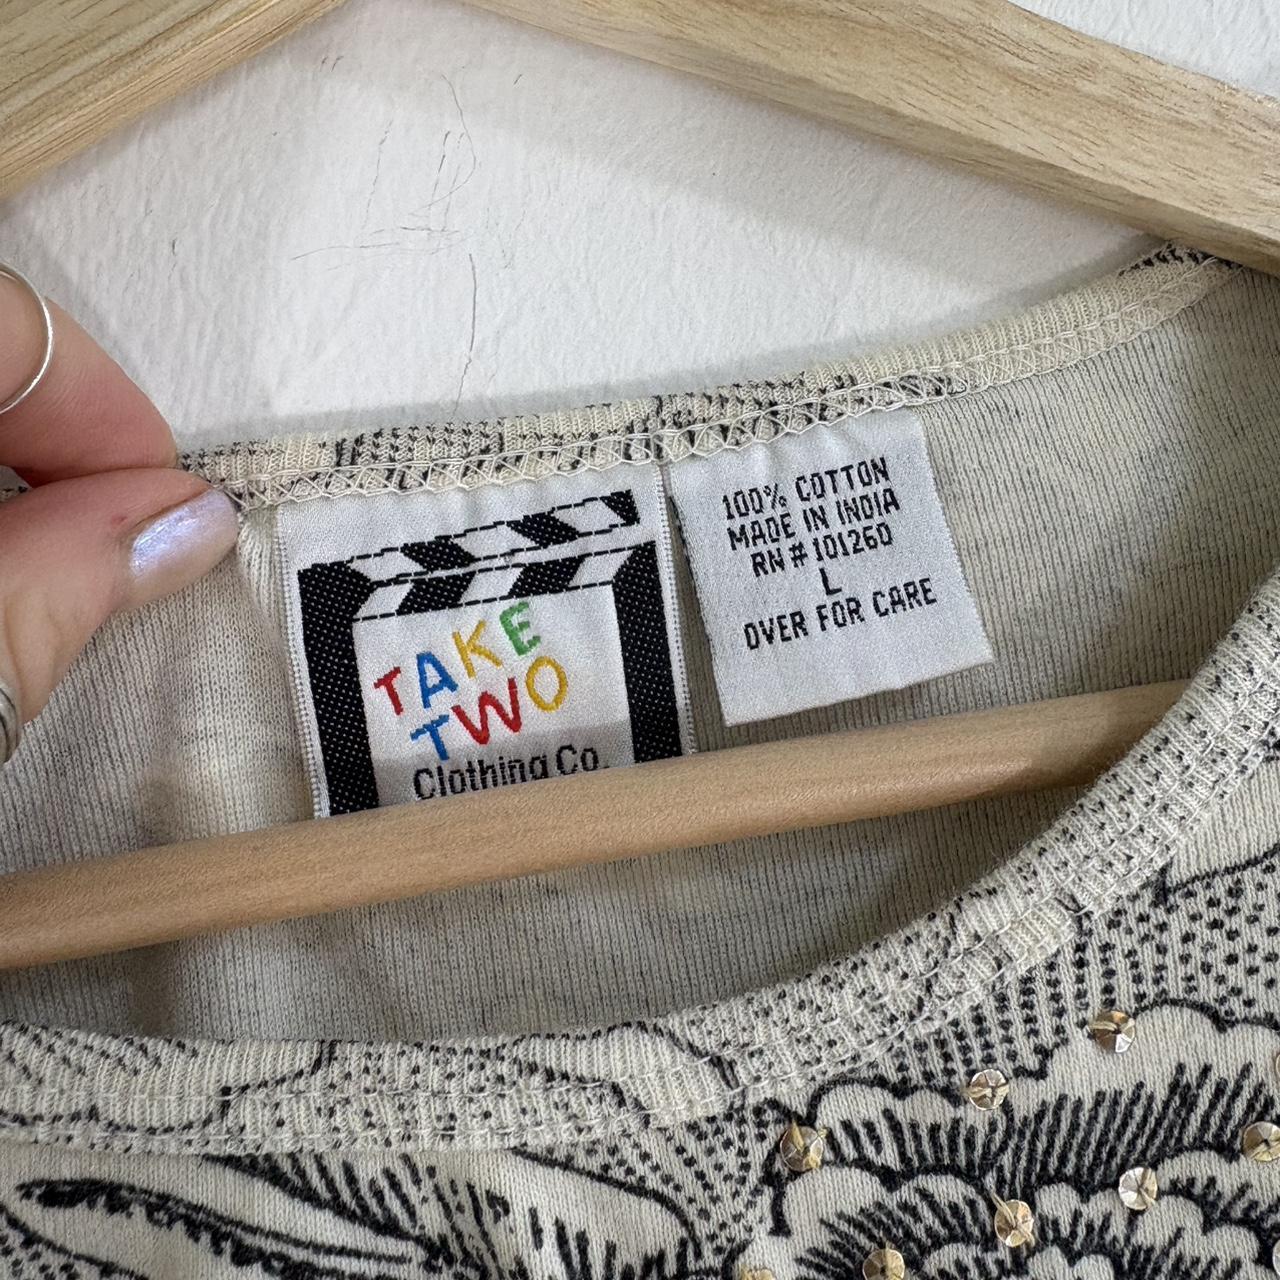 TAKE
TWO
Clothing Co.
100% COTTON
MADE IN INDIA
RN #101260
L
OVER FOR CARE